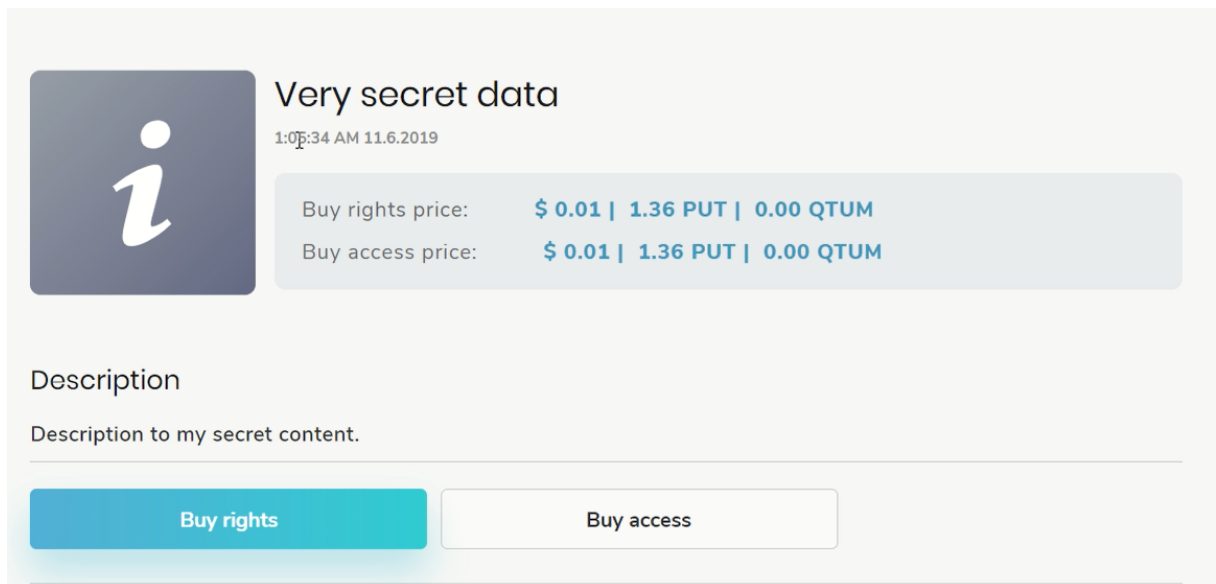 Very secret data
1:05:34 AM 11.6.2019
Buy rights price: $ 0.01 | 1.36 PUT | 0.00 QTUM
Buy access price: $ 0.01 | 1.36 PUT | 0.00 QTUM
Description
Description to my secret content.
Buy rights Buy access